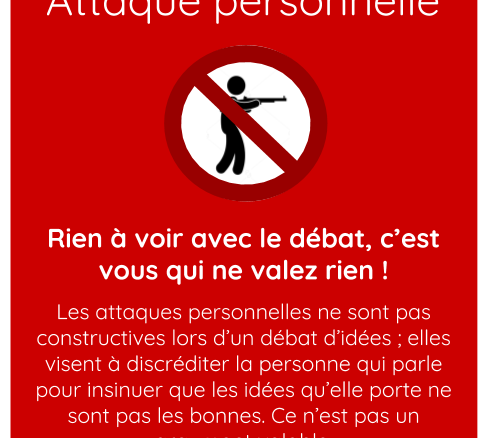 Attaque personnelle
Rien à voir avec le débat, c’est
vous qui ne valez rien !
Les attaques personnelles ne sont pas
constructives lors d’un débat d’idées ; elles
visent à discréditer la personne qui parle
pour insinuer que les idées qu’elle porte ne
sont pas les bonnes. Ce n’est pas un